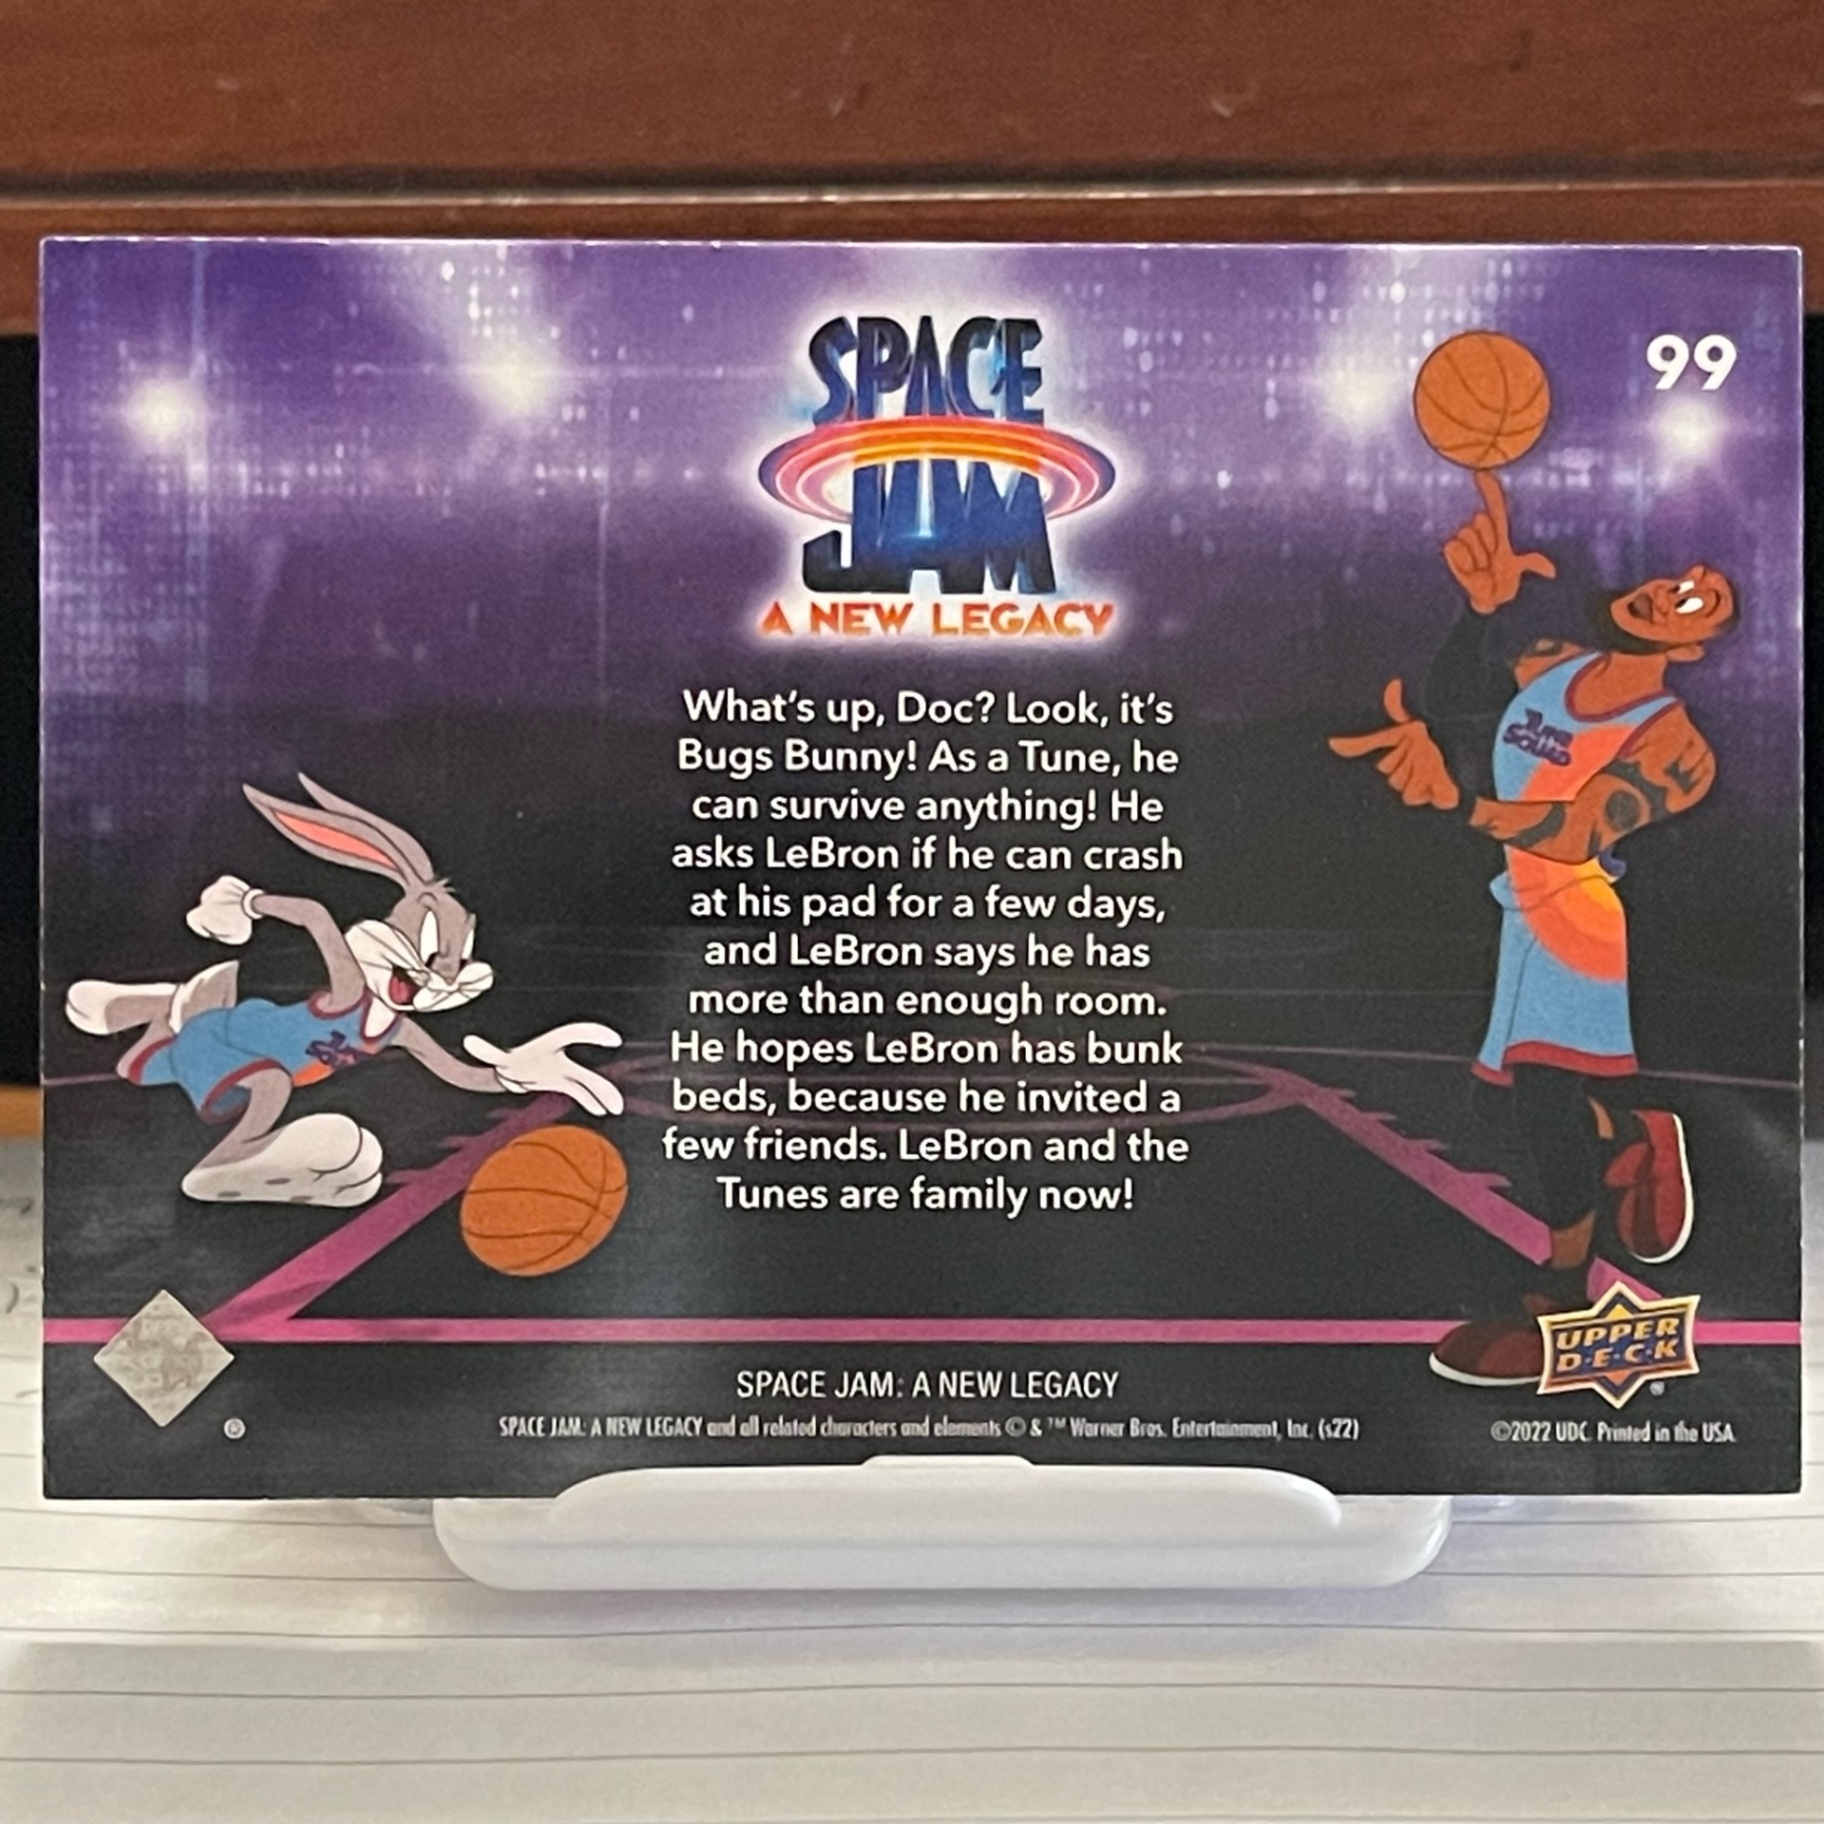 SPACE
JAM
A NEW LEGACY
99
What's up, Doc? Look, it's
Bugs Bunny! As a Tune, he
can survive anything! He
asks LeBron if he can crash
at his pad for a few days,
and LeBron says he has
more than enough room.
He hopes LeBron has bunk
beds, because he invited a
few friends. LeBron and the
Tunes are family now!
TUNE
SQUAD
UPPER
D·E·C·K
®
SPACE JAM: A NEW LEGACY
®
SPACE JAM: A NEW LEGACY and all related characters and elements © & ™ Warner Bros. Entertainment, Inc. (s22)
©2022 UDC. Printed in the USA.